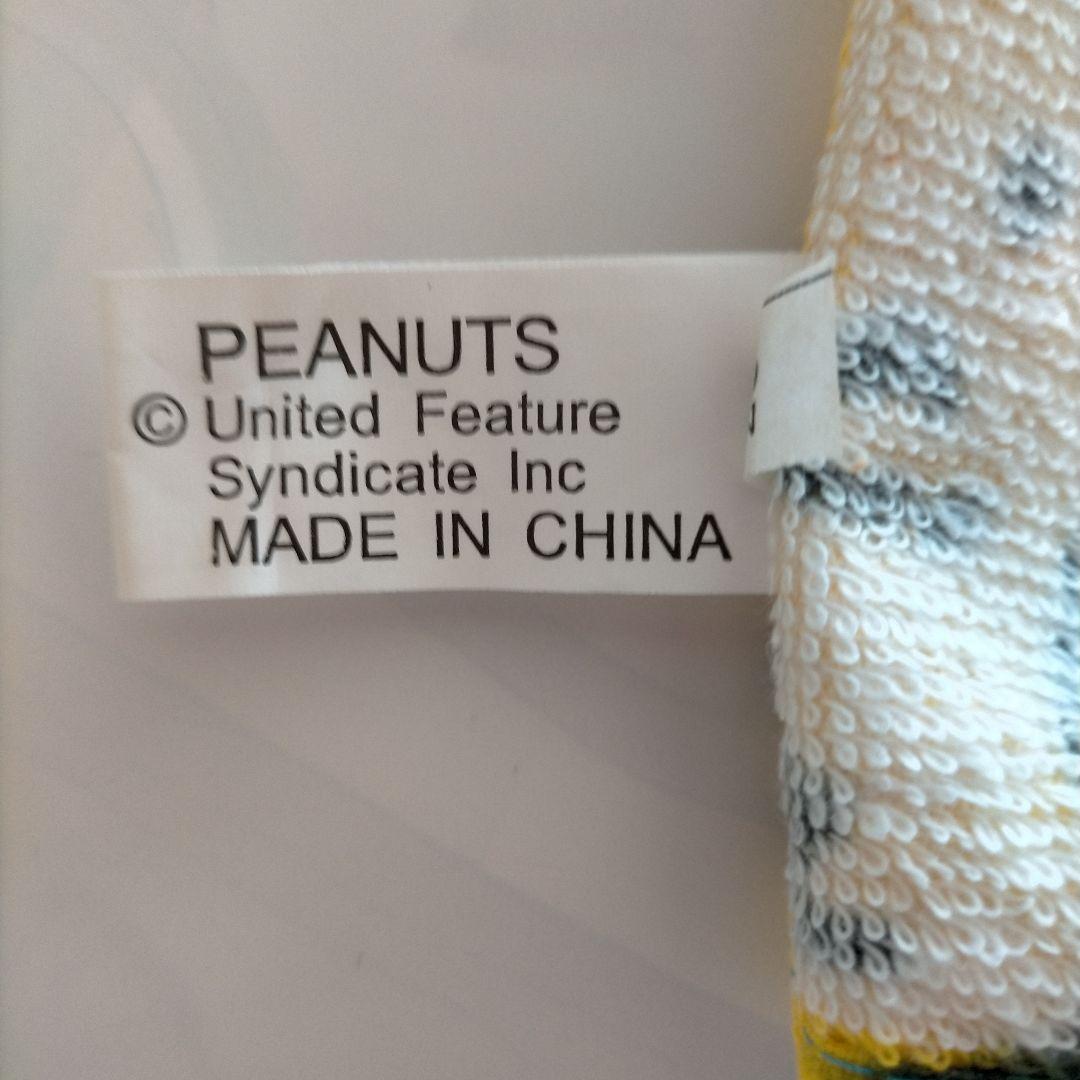 PEANUTS
© United Feature
Syndicate Inc
MADE IN CHINA